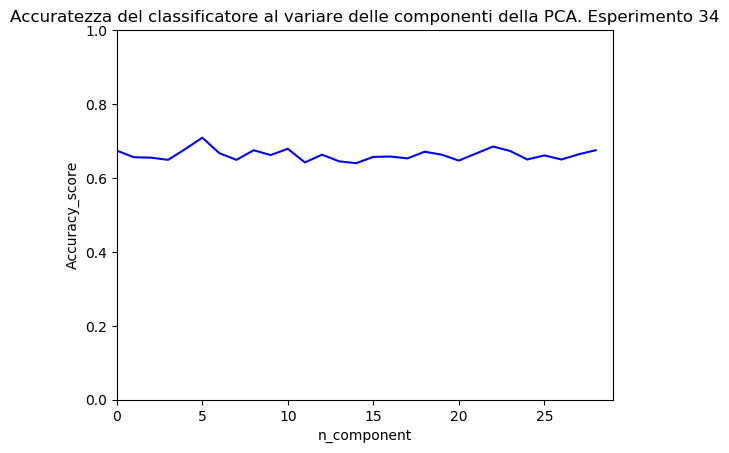 Accuratezza del classificatore al variare delle componenti della PCA. Esperimento 34
1.0
0.8
0.6
0.4
0.2
0.0
Accuracy_score
0 5 10 15 20 25
n_component